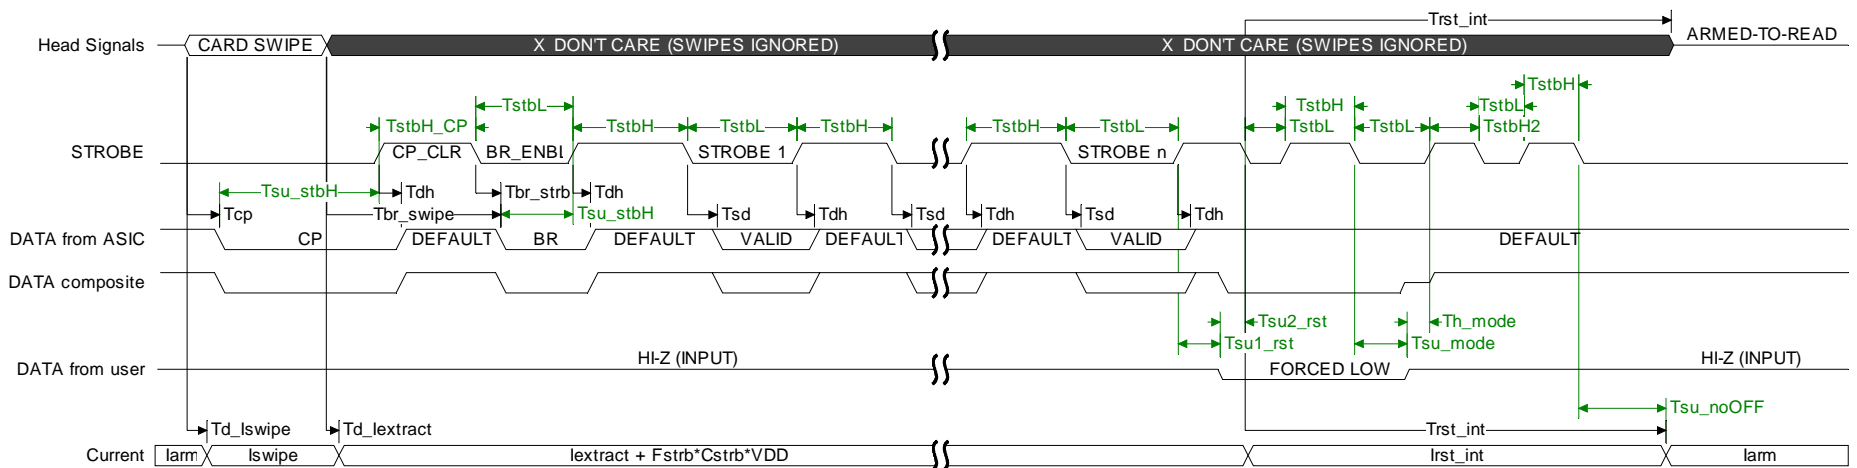 Trst_int
Head Signals CARD SWIPE X DON'T CARE (SWIPES IGNORED) X DON'T CARE (SWIPES IGNORED) ARMED-TO-READ
TstbH
TstbL TstbH TstbL
TstbH_CP TstbH TstbL TstbH TstbH TstbL TstbL TstbL TstbH2
STROBE CP_CLR BR_ENBL STROBE 1 STROBE n
Tsu_stbH Tdh Tbr_strb Tdh
Tcp Tbr_swipe Tsu_stbH Tsd Tdh Tsd Tdh Tsd Tdh
DATA from ASIC CP DEFAULT BR DEFAULT VALID DEFAULT DEFAULT VALID DEFAULT
DATA composite
Tsu2_rst Th_mode
Tsu1_rst Tsu_mode
HI-Z (INPUT) HI-Z (INPUT)
DATA from user FORCED LOW
Tsu_noOFF
Td_Iswipe Td_Iextract Trst_int
Current Iarm Iswipe Iextract + Fstrb*Cstrb*VDD Irst_int Iarm